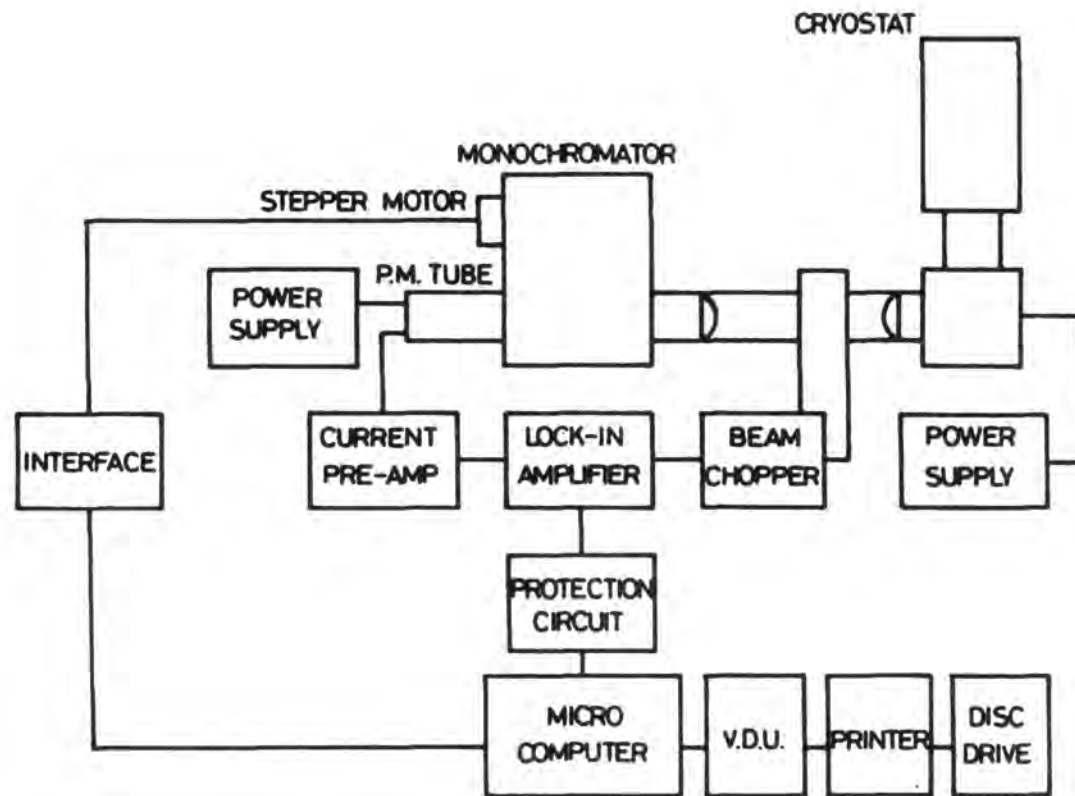 CRYOSTAT
MONOCHROMATOR
STEPPER MOTOR
P.M. TUBE
POWER
SUPPLY
INTERFACE
CURRENT
PRE-AMP
LOCK-IN
AMPLIFIER
BEAM
CHOPPER
POWER
SUPPLY
PROTECTION
CIRCUIT
MICRO
COMPUTER
V.D.U.
PRINTER
DISC
DRIVE